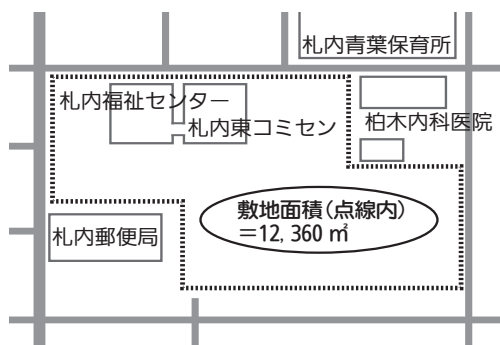 札内青葉保育所
札内福祉センター
札内東コミセン
柏木内科医院
敷地面積（点線内）
＝12,360 ㎡
札内郵便局